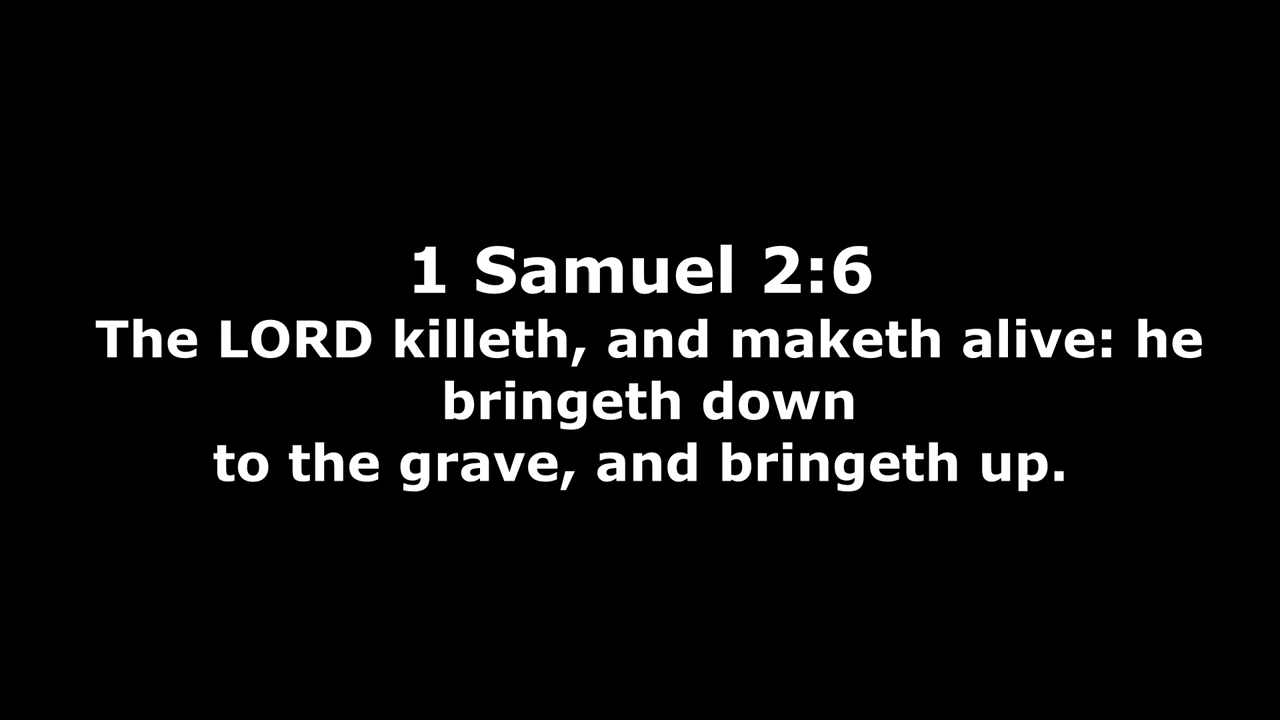 1 Samuel 2:6
The LORD killeth, and maketh alive: he
bringeth down
to the grave, and bringeth up.